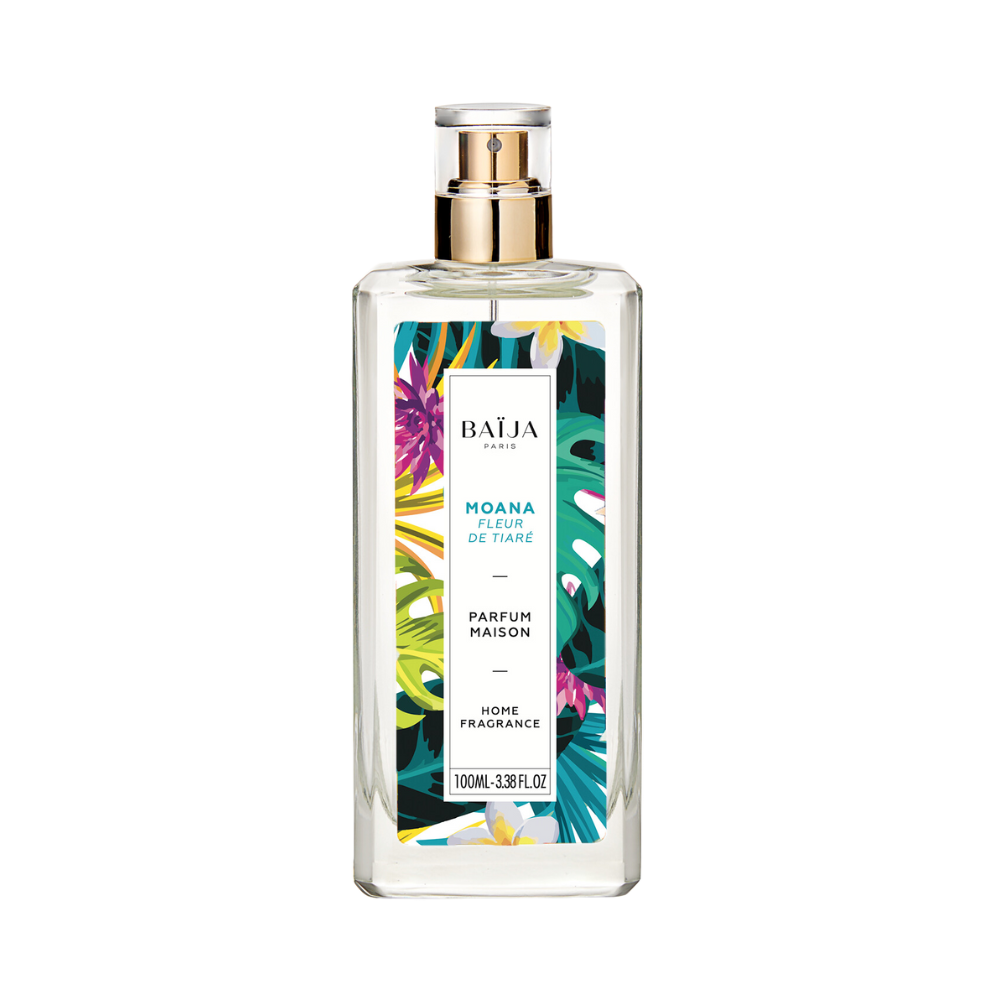 BAÏJA
PARIS
MOANA
FLEUR
DE TIARÉ
—
PARFUM
MAISON
—
HOME
FRAGRANCE
100ML-3.38 FL.OZ